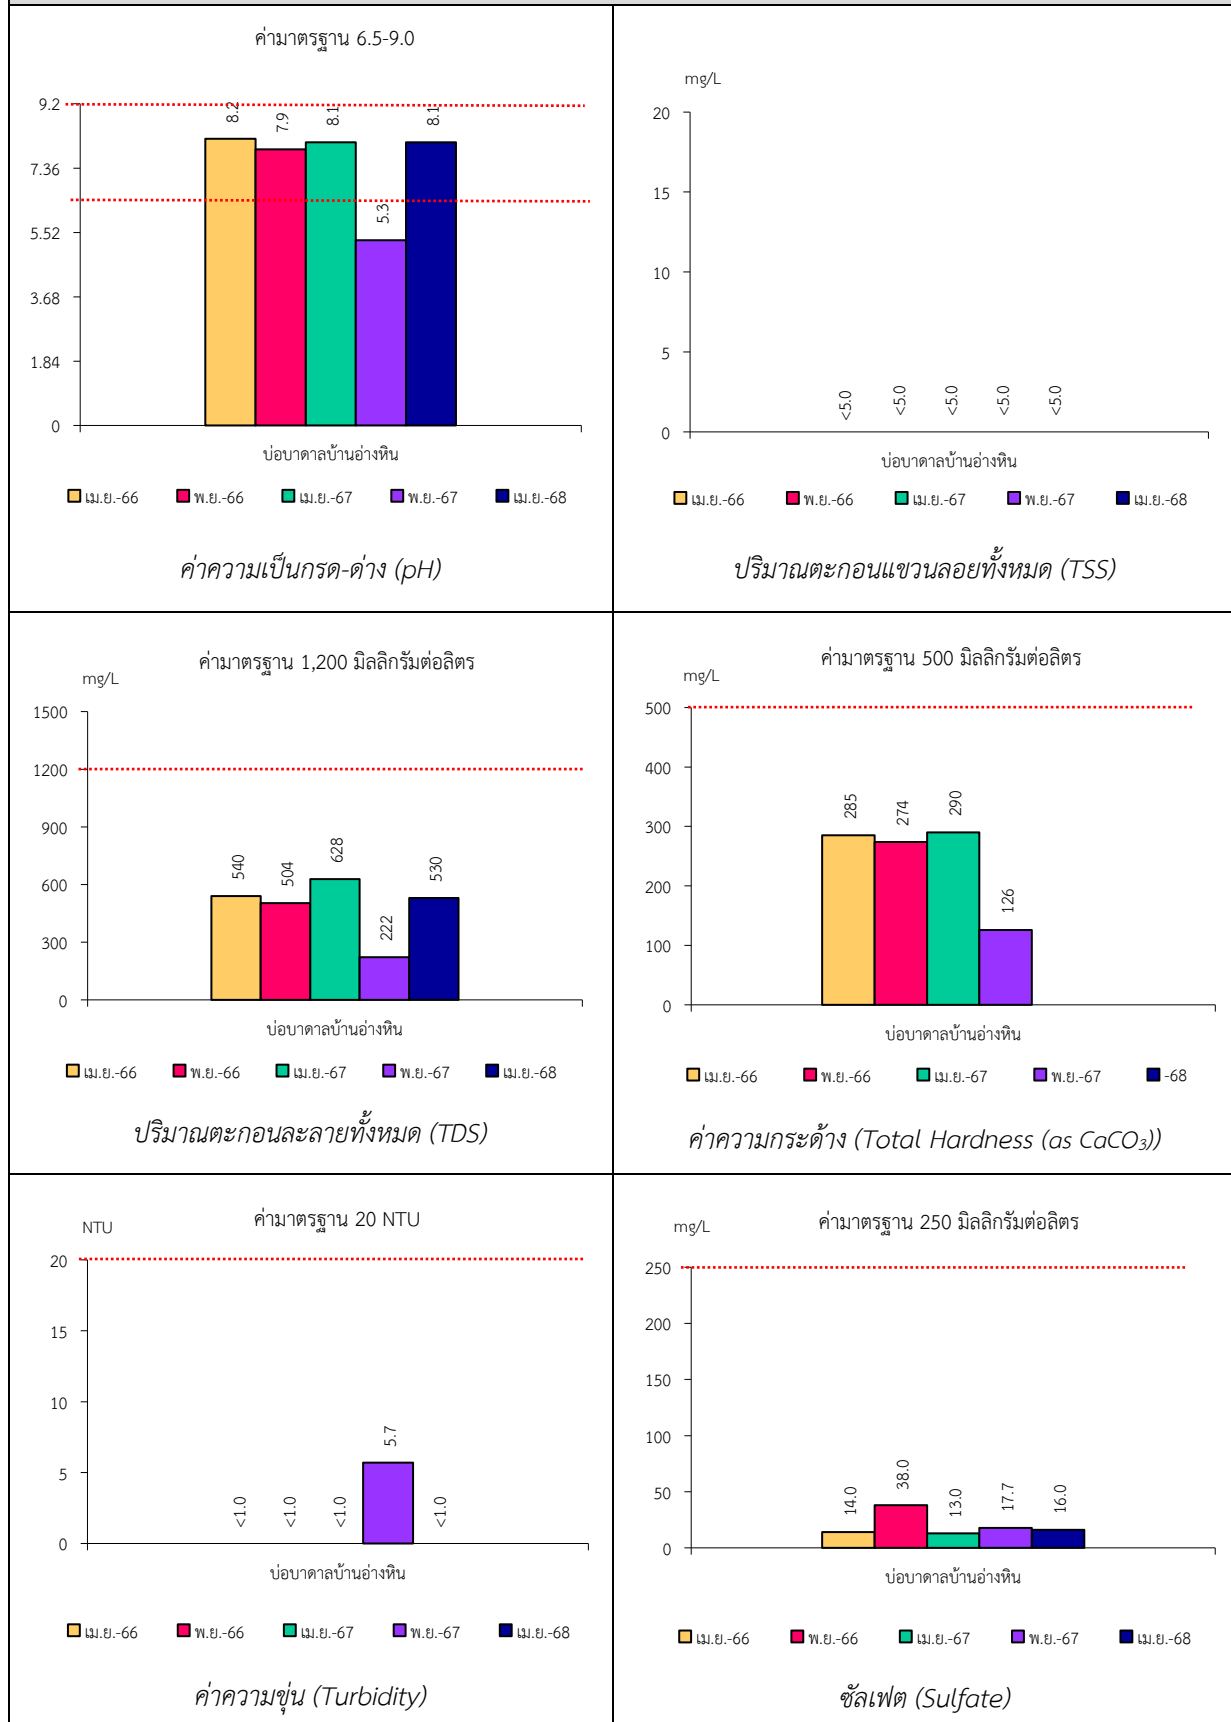 ค่ามาตรฐาน 6.5-9.0
9.2
7.36
5.52
3.68
1.84
0
8.2
7.9
8.1
5.3
8.1
บ่อบาดาลบ้านอ่างหิน
เม.ย.-66 พ.ย.-66 เม.ย.-67 พ.ย.-67 เม.ย.-68
ค่าความเป็นกรด-ด่าง (pH)
mg/L
20
15
10
5
0
<5.0
<5.0
<5.0
<5.0
<5.0
บ่อบาดาลบ้านอ่างหิน
เม.ย.-66 พ.ย.-66 เม.ย.-67 พ.ย.-67 เม.ย.-68
ปริมาณตะกอนแขวนลอยทั้งหมด (TSS)
ค่ามาตรฐาน 1,200 มิลลิกรัมต่อลิตร
mg/L
1500
1200
900
600
300
0
540
504
628
222
530
บ่อบาดาลบ้านอ่างหิน
เม.ย.-66 พ.ย.-66 เม.ย.-67 พ.ย.-67 เม.ย.-68
ปริมาณตะกอนละลายทั้งหมด (TDS)
ค่ามาตรฐาน 500 มิลลิกรัมต่อลิตร
mg/L
500
400
300
200
100
0
285
274
290
126
บ่อบาดาลบ้านอ่างหิน
เม.ย.-66 พ.ย.-66 เม.ย.-67 พ.ย.-67 -68
ค่าความกระด้าง (Total Hardness (as CaCO₃))
ค่ามาตรฐาน 20 NTU
NTU
20
15
10
5
0
<1.0
<1.0
<1.0
5.7
<1.0
บ่อบาดาลบ้านอ่างหิน
เม.ย.-66 พ.ย.-66 เม.ย.-67 พ.ย.-67 เม.ย.-68
ค่าความขุ่น (Turbidity)
ค่ามาตรฐาน 250 มิลลิกรัมต่อลิตร
mg/L
250
200
150
100
50
0
14.0
38.0
13.0
17.7
16.0
บ่อบาดาลบ้านอ่างหิน
เม.ย.-66 พ.ย.-66 เม.ย.-67 พ.ย.-67 เม.ย.-68
ซัลเฟต (Sulfate)